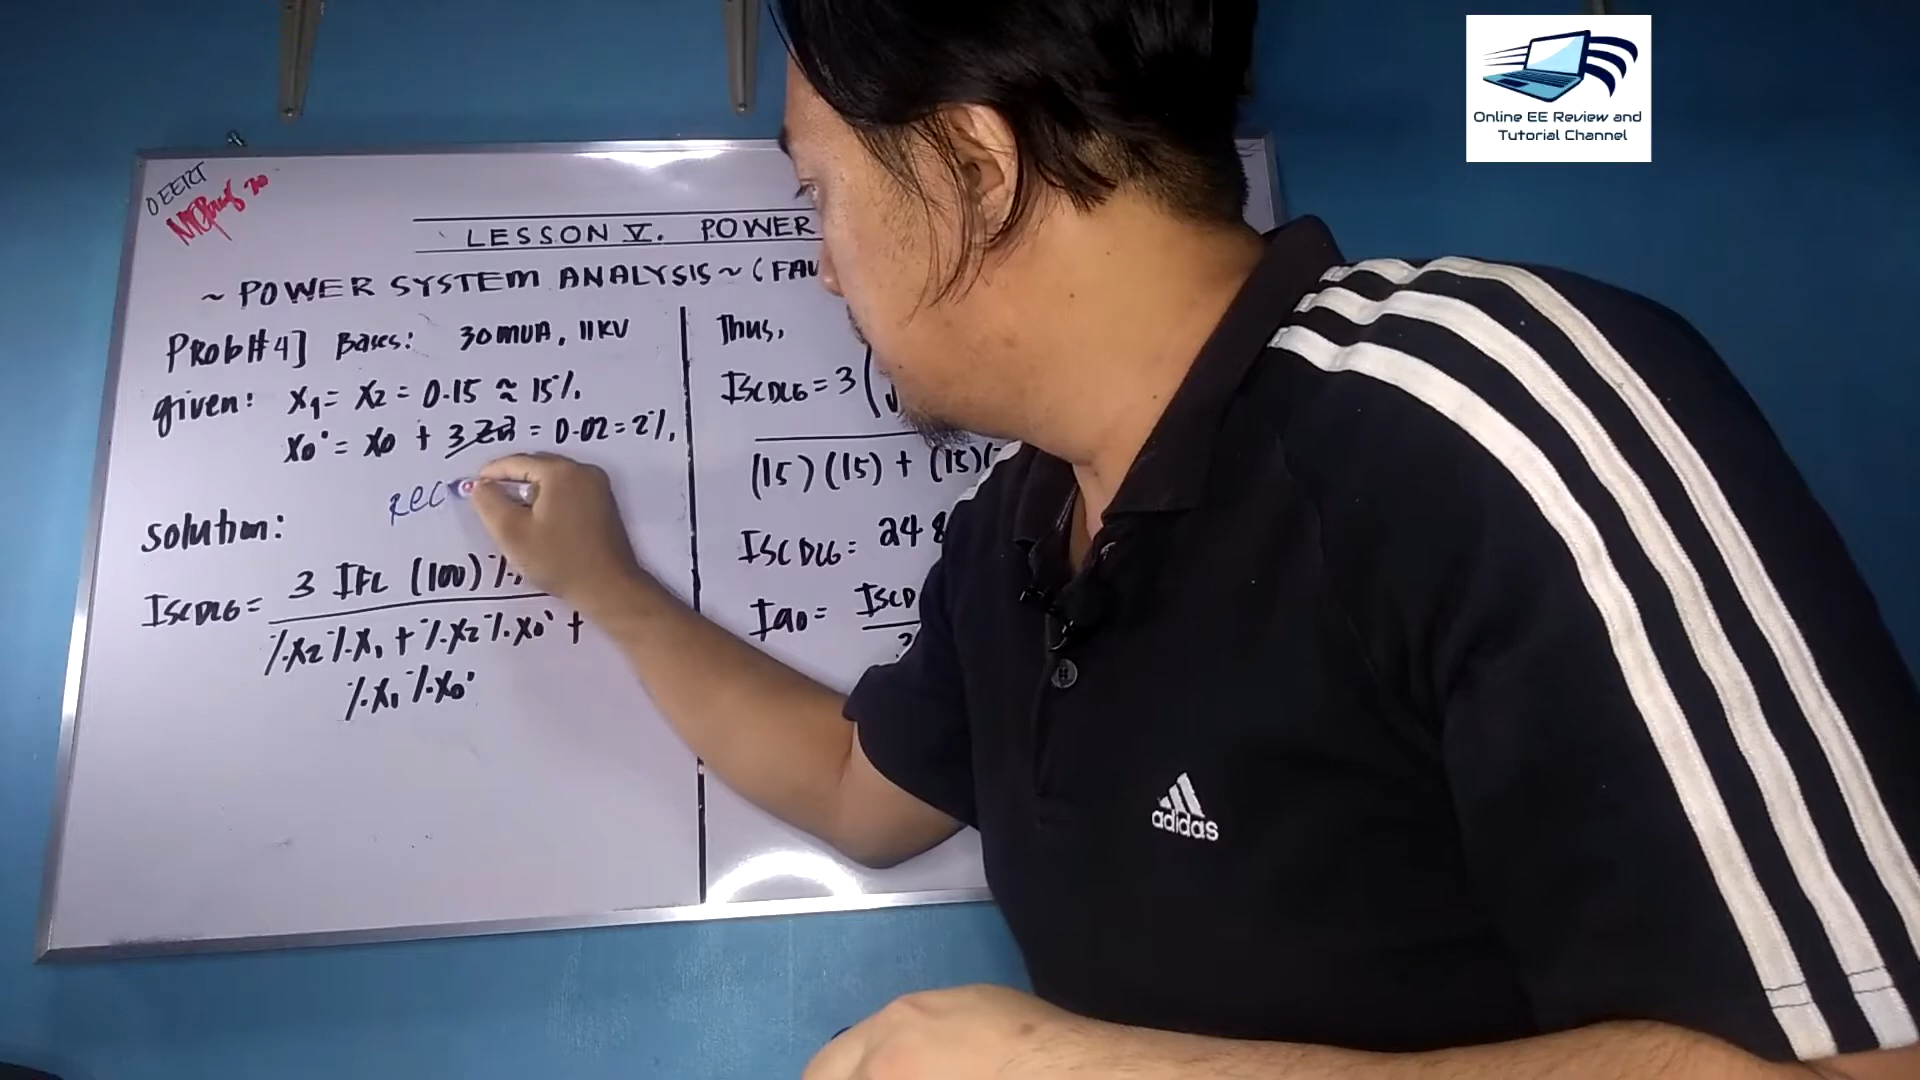 OEERT
LESSON V. POWER
~ POWER SYSTEM ANALYSIS ~ (FAU
Prob#4] Bases: 30MVA, 11KV
given: X1 = X2 = 0.15 ≈ 15%.
X0' = X0 + 3Zn = 0.02 = 2%.
REC
Solution:
ISCDLG = 3 IFL (100) %.
%X2 %X1 + %X2 %X0' +
%X1 %X0'
Thus,
ISCDLG = 3 (
(15)(15) + (15)(
ISCDLG = 248
Ia0 = ISCD
adidas
Online EE Review and
Tutorial Channel